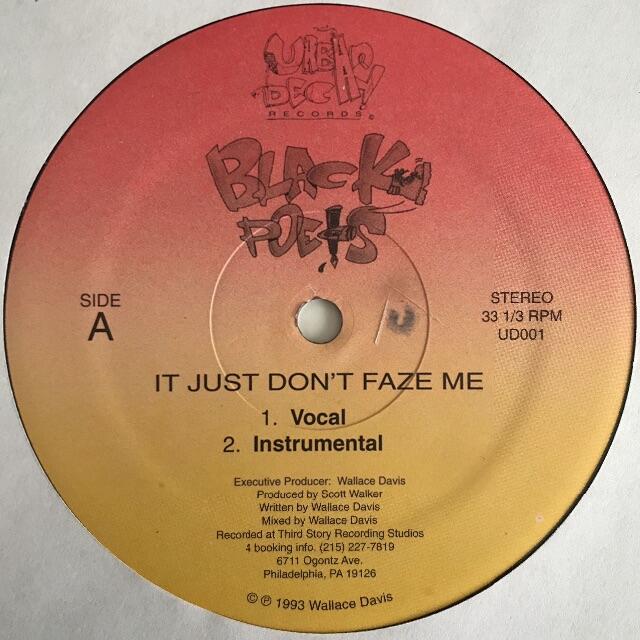 URBAN
DECAY
RECORDS©
BLACK
POETS
SIDE
A
STEREO
33 1/3 RPM
UD001
IT JUST DON'T FAZE ME
1. Vocal
2. Instrumental
Executive Producer: Wallace Davis
Produced by Scott Walker
Written by Wallace Davis
Mixed by Wallace Davis
Recorded at Third Story Recording Studios
4 booking info. (215) 227-7819
6711 Ogontz Ave.
Philadelphia, PA 19126
© ℗ 1993 Wallace Davis